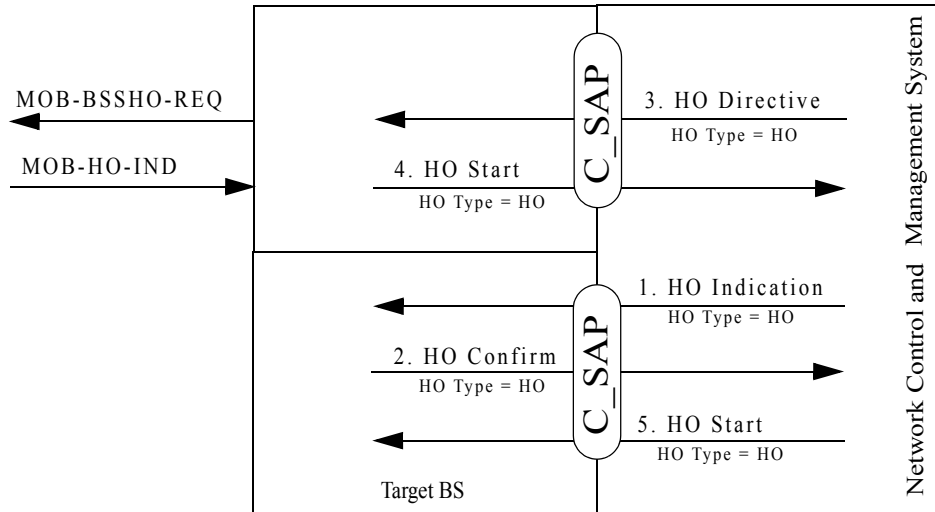 MOB-BSSHO-REQ
MOB-HO-IND
C_SAP
3. HO Directive
HO Type = HO
4. HO Start
HO Type = HO
1. HO Indication
HO Type = HO
C_SAP
2. HO Confirm
HO Type = HO
5. HO Start
HO Type = HO
Target BS
Network Control and Management System